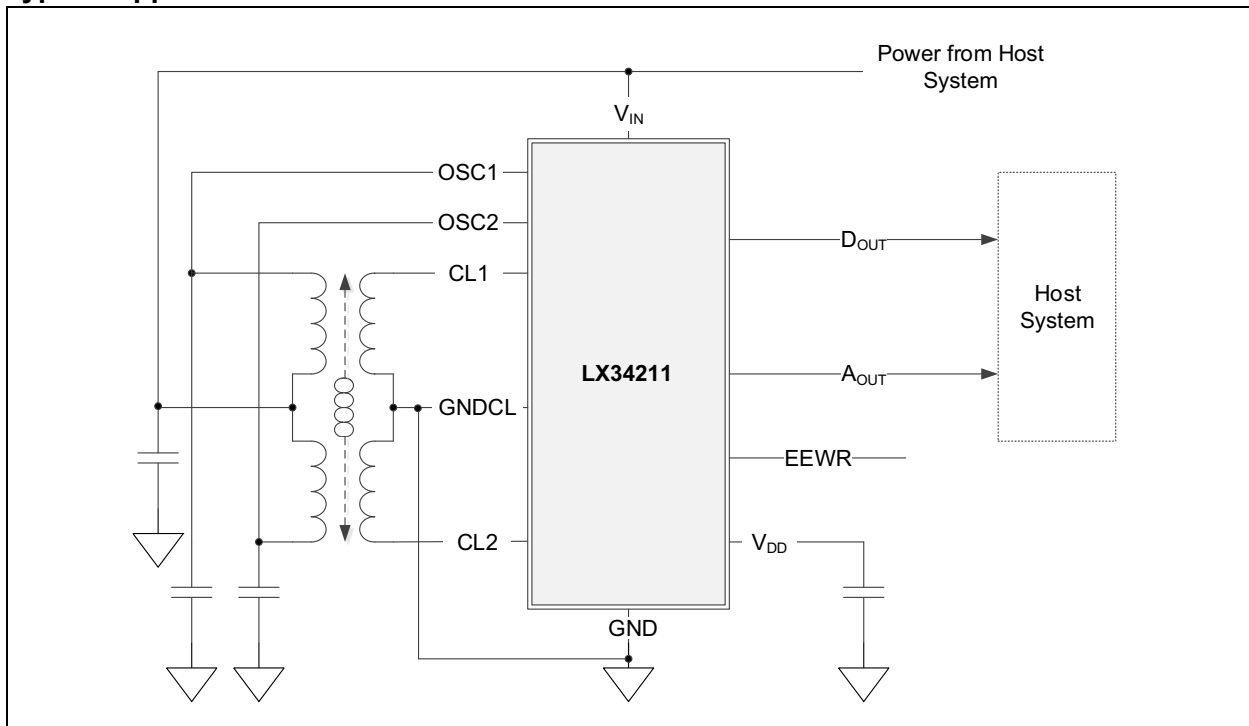 Power from Host
System
V_IN
OSC1
OSC2
CL1
D_OUT
Host
System
LX34211
A_OUT
GNDCL
EEWR
CL2
V_DD
GND